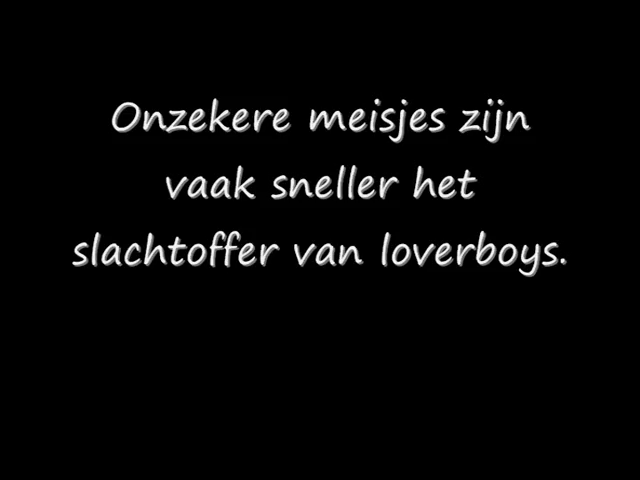 Onzekere meisjes zijn
vaak sneller het
slachtoffer van loverboys.